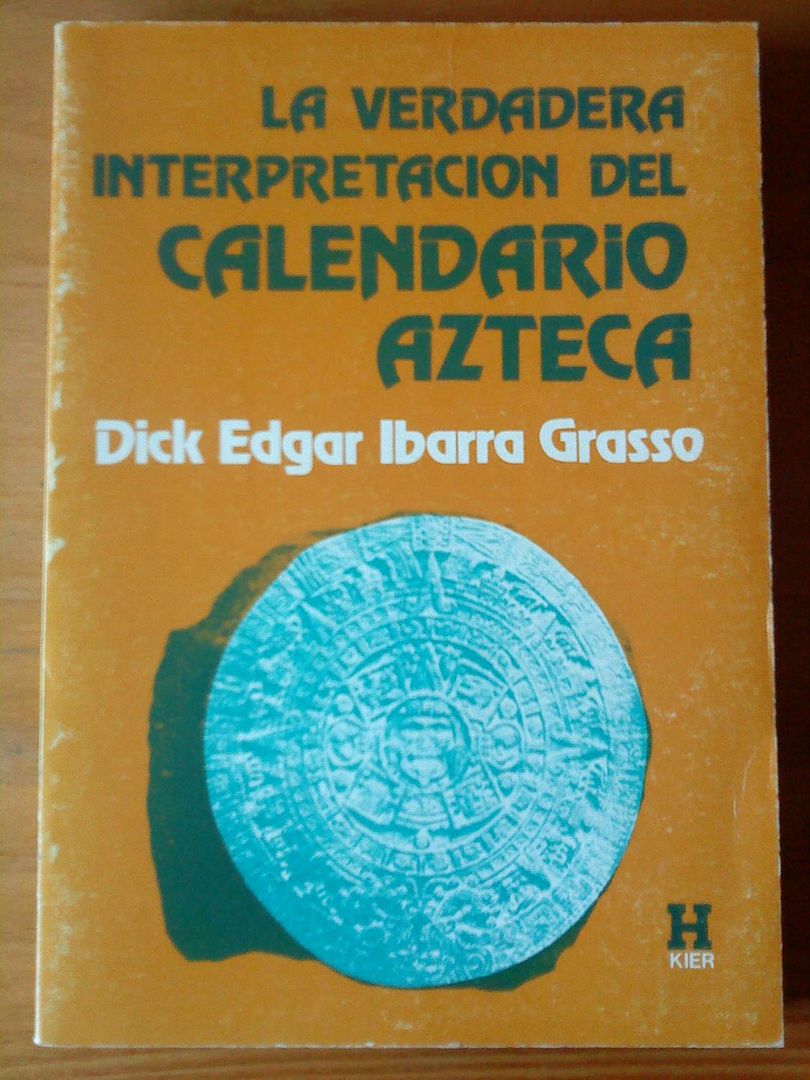 LA VERDADERA
INTERPRETACION DEL
CALENDARIO
AZTECA
Dick Edgar Ibarra Grasso
H
KIER